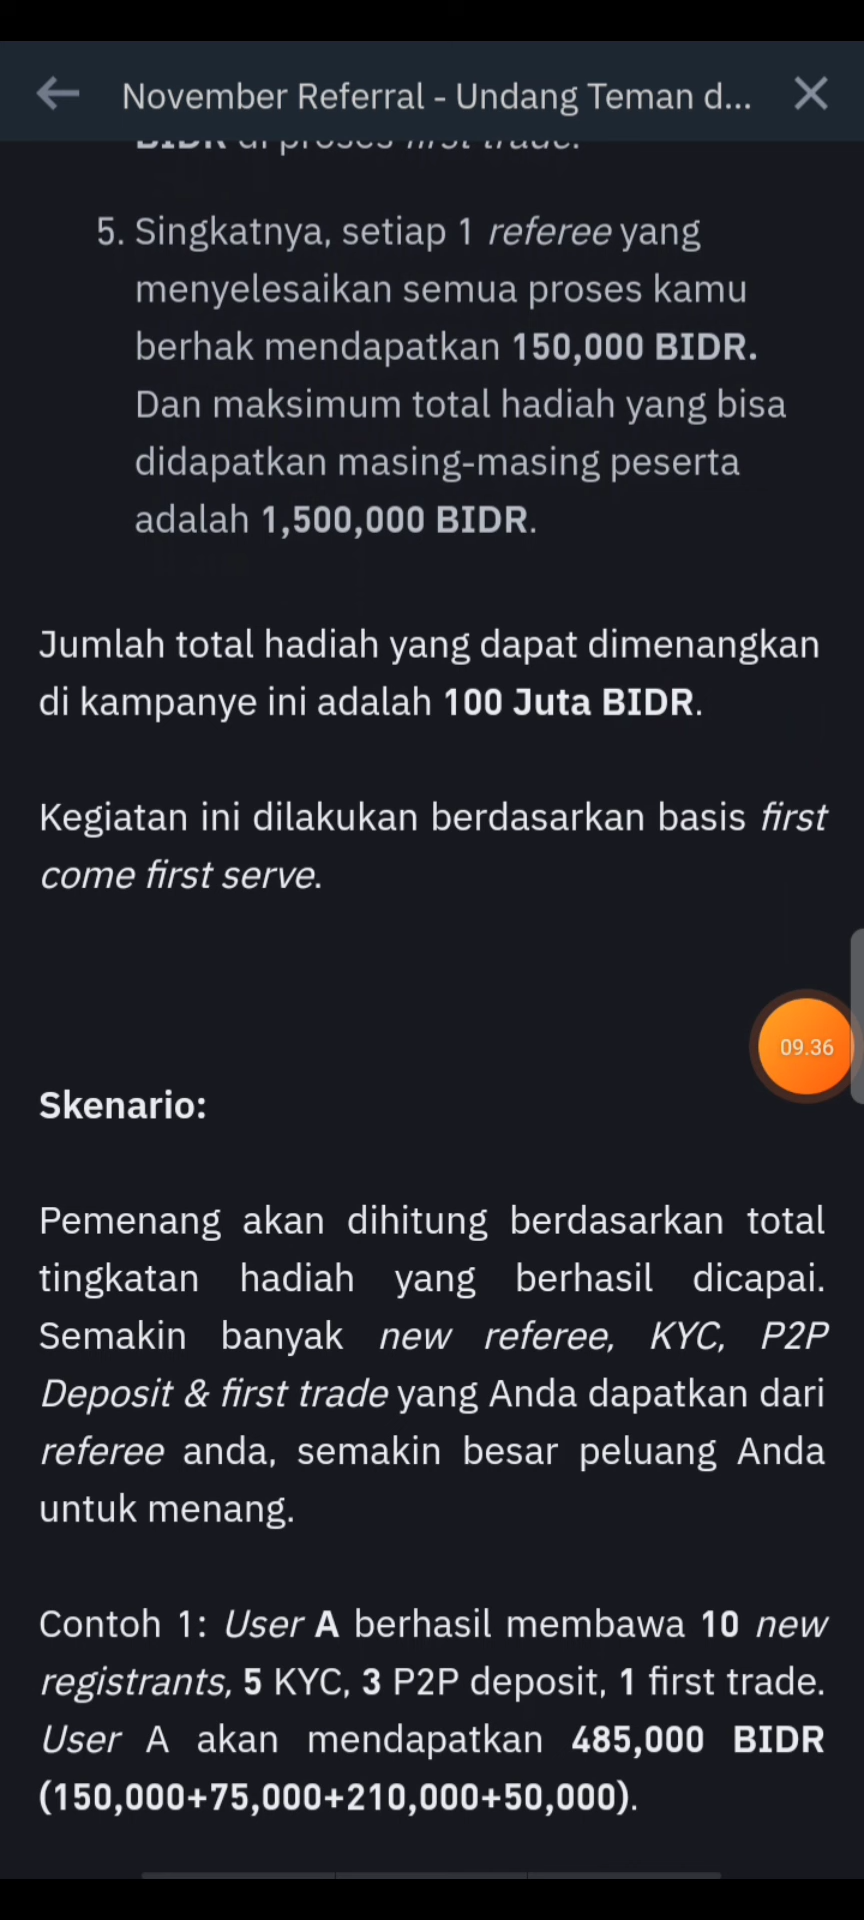 November Referral - Undang Teman d...
BIDR di proses first trade.
5. Singkatnya, setiap 1 referee yang
menyelesaikan semua proses kamu
berhak mendapatkan 150,000 BIDR.
Dan maksimum total hadiah yang bisa
didapatkan masing-masing peserta
adalah 1,500,000 BIDR.
Jumlah total hadiah yang dapat dimenangkan
di kampanye ini adalah 100 Juta BIDR.
Kegiatan ini dilakukan berdasarkan basis first
come first serve.
09.36
Skenario:
Pemenang akan dihitung berdasarkan total
tingkatan hadiah yang berhasil dicapai.
Semakin banyak new referee, KYC, P2P
Deposit & first trade yang Anda dapatkan dari
referee anda, semakin besar peluang Anda
untuk menang.
Contoh 1: User A berhasil membawa 10 new
registrants, 5 KYC, 3 P2P deposit, 1 first trade.
User A akan mendapatkan 485,000 BIDR
(150,000+75,000+210,000+50,000).